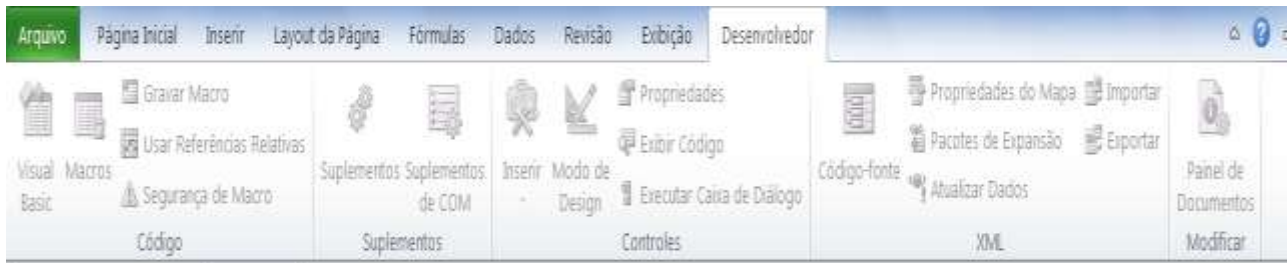 Arquivo Página Inicial Inserir Layout da Página Fórmulas Dados Revisão Exibição Desenvolvedor
Visual Basic
Macros
Gravar Macro
Usar Referências Relativas
Segurança de Macro
Código
Suplementos
Suplementos de COM
Suplementos
Inserir
Modo de Design
Propriedades
Exibir Código
Executar Caixa de Diálogo
Controles
Código-fonte
Propriedades do Mapa
Pacotes de Expansão
Atualizar Dados
Importar
Exportar
XML
Painel de Documentos
Modificar